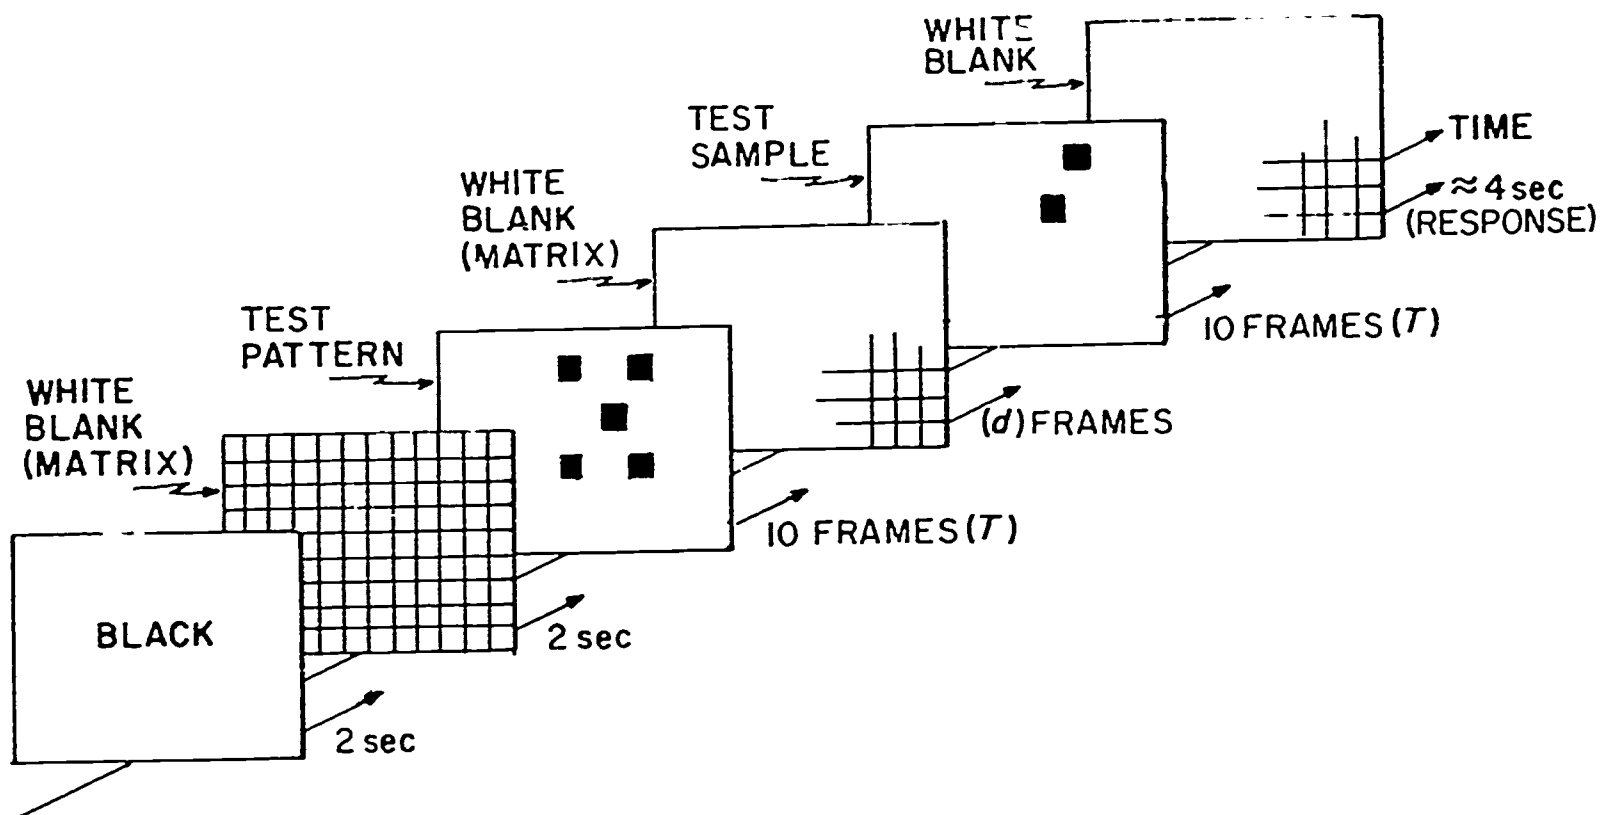 WHITE
BLANK
TIME
≈ 4 sec
(RESPONSE)
TEST
SAMPLE
10 FRAMES (T)
WHITE
BLANK
(MATRIX)
(d) FRAMES
TEST
PATTERN
10 FRAMES (T)
WHITE
BLANK
(MATRIX)
2 sec
BLACK
2 sec